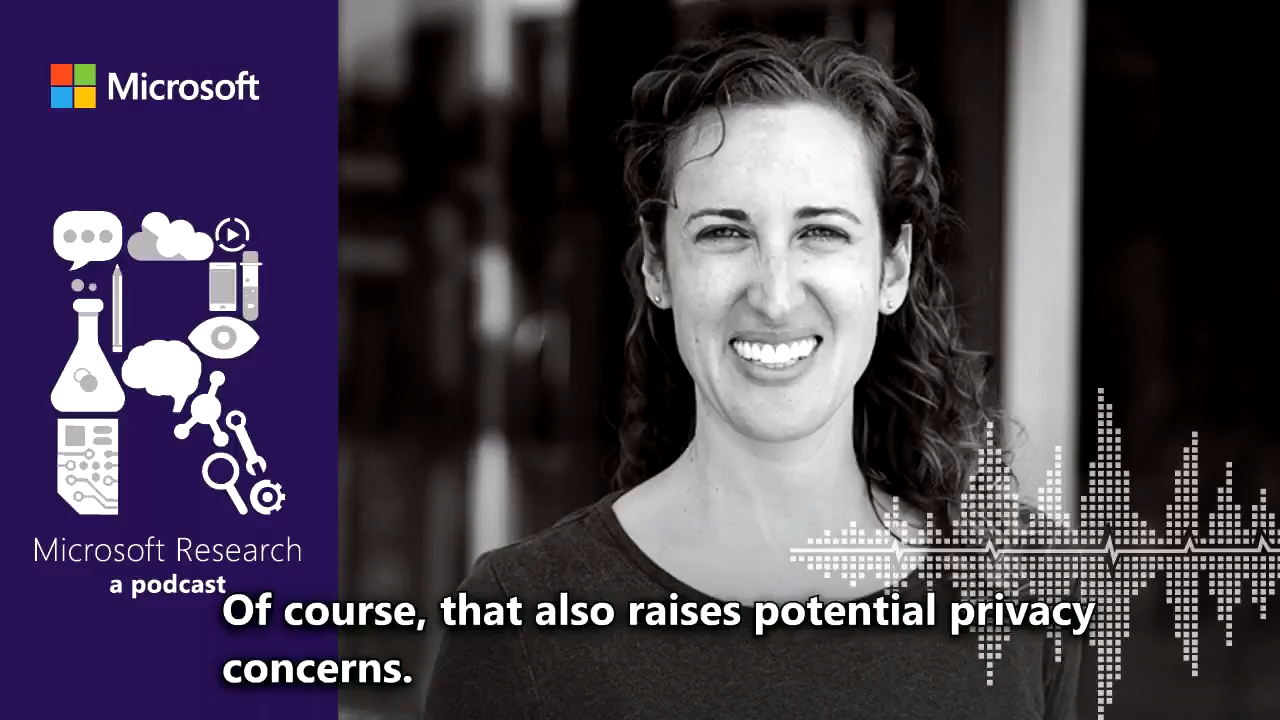 Microsoft
Microsoft Research
a podcast
Of course, that also raises potential privacy
concerns.